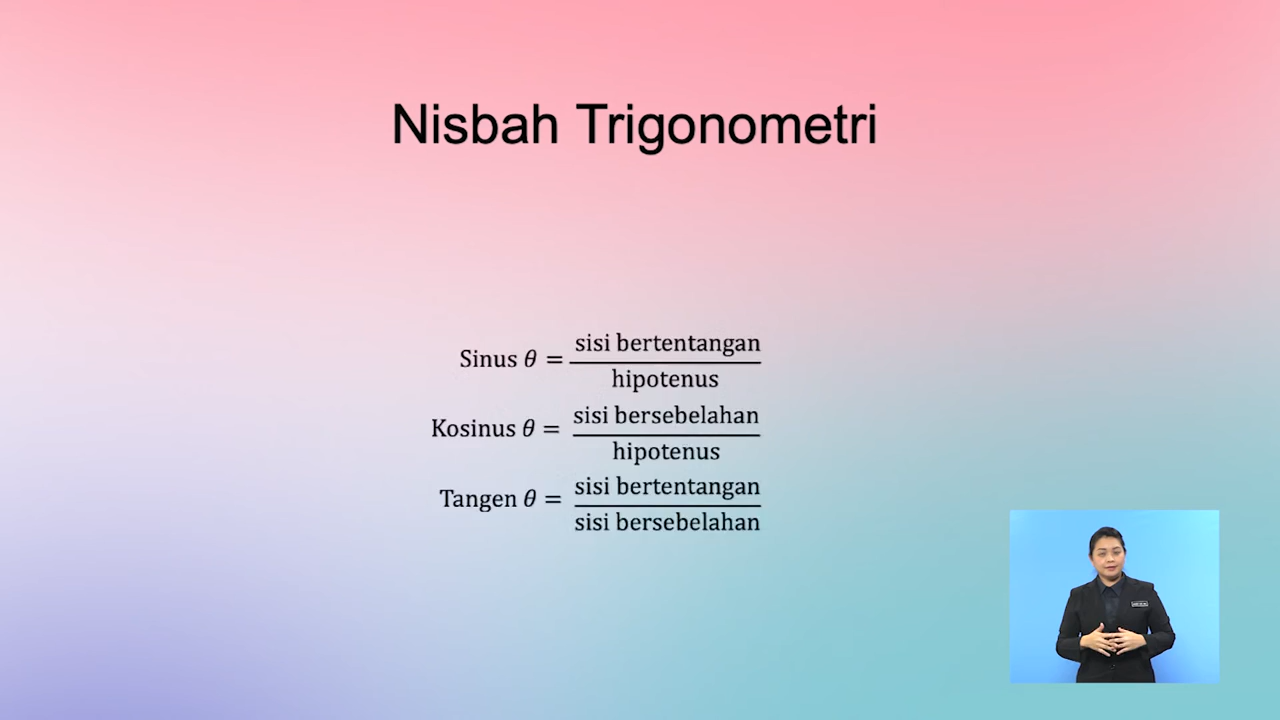 Nisbah Trigonometri
Sinus θ = sisi bertentangan / hipotenus
Kosinus θ = sisi bersebelahan / hipotenus
Tangen θ = sisi bertentangan / sisi bersebelahan